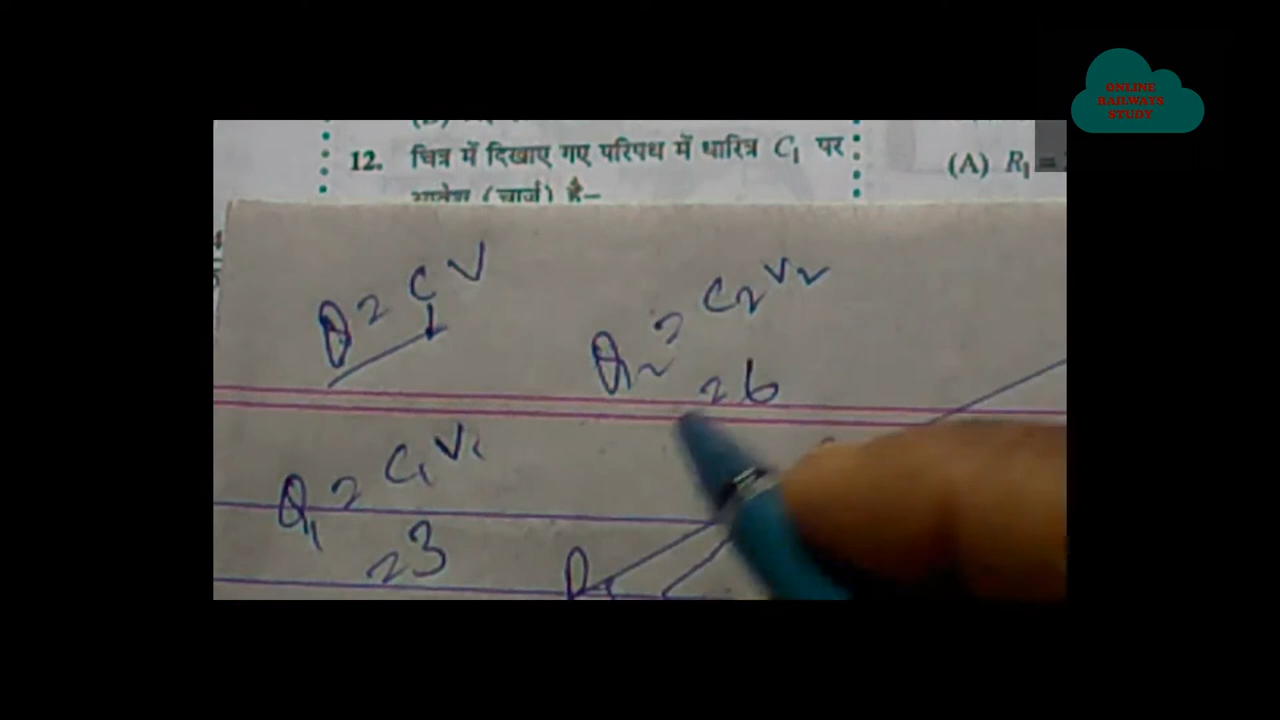 ONLINE
RAILWAYS
STUDY
12. चित्र में दिखाए गए परिपथ में धारित्र C₁ पर
(चार्ज) है–
(A) R₁ =
Q = CV
Q₂ = C₂V₂
= 6
Q₁ = C₁V₁
= 3